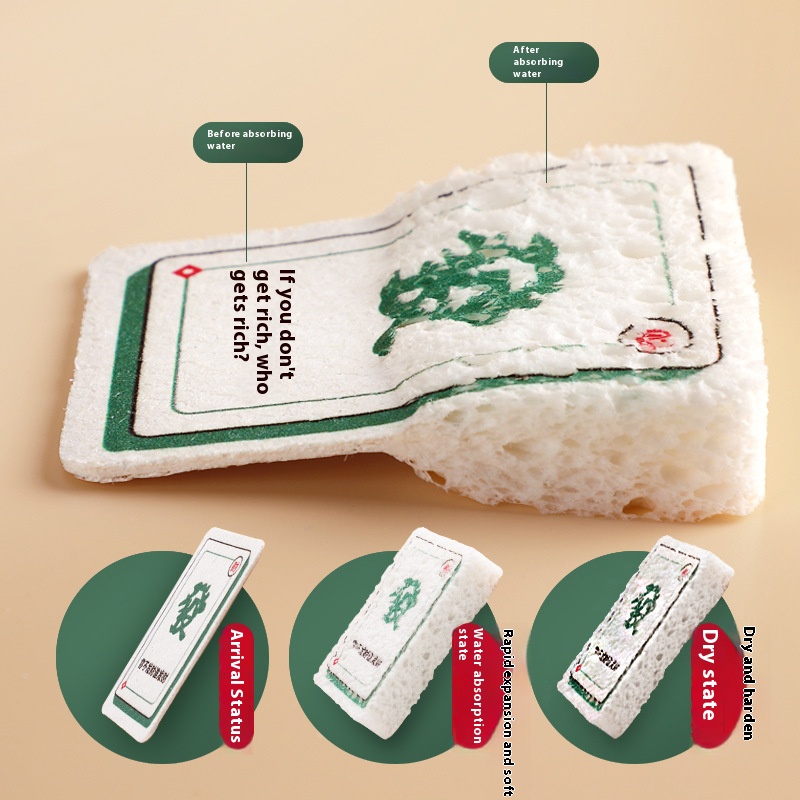 After
absorbing
water
Before absorbing
water
If you don't
get rich, who
gets rich?
Arrival Status
Water absorption
state
Rapid expansion and soft
Dry state
Dry and harden